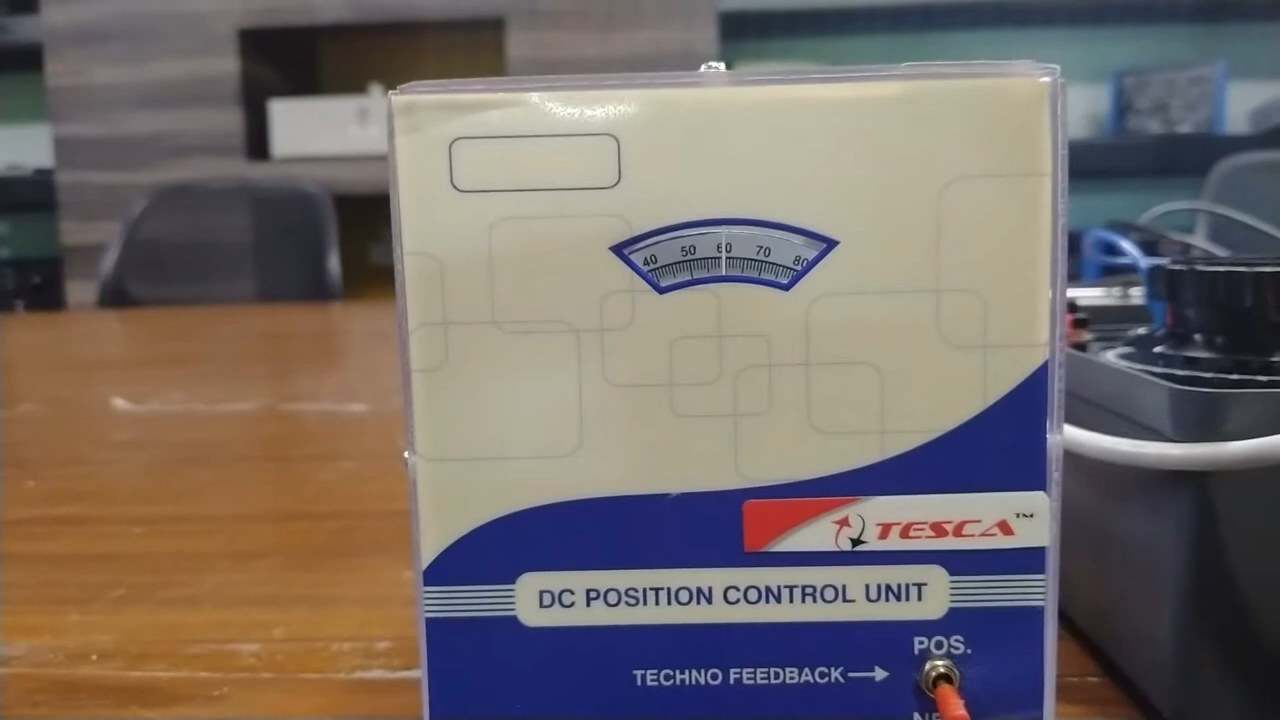 40 50 60 70 80
TESCA™
DC POSITION CONTROL UNIT
POS.
TECHNO FEEDBACK